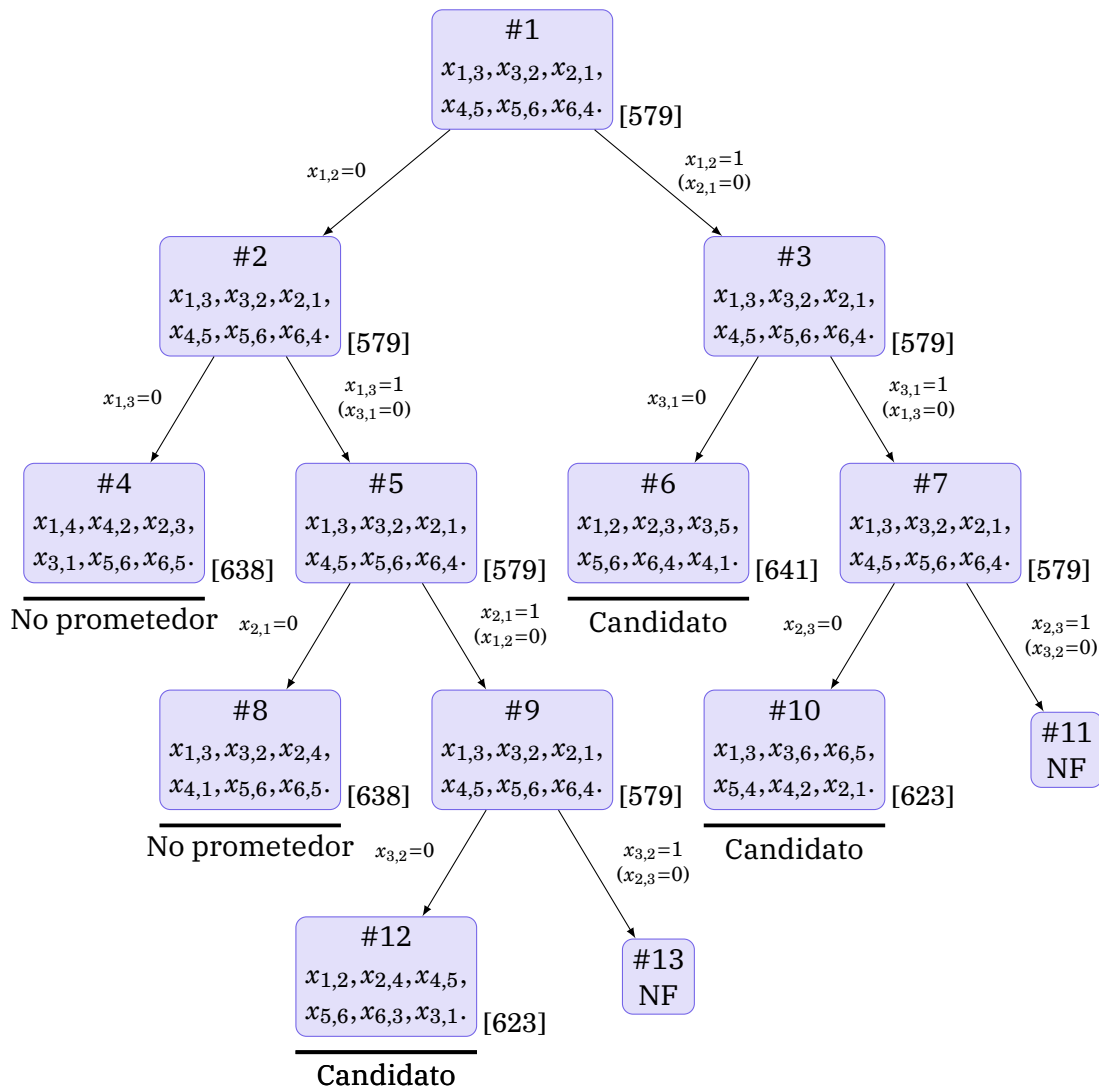 #1
x1,3, x3,2, x2,1,
x4,5, x5,6, x6,4.
[579]
x1,2=0
x1,2=1
(x2,1=0)
#2
x1,3, x3,2, x2,1,
x4,5, x5,6, x6,4.
[579]
#3
x1,3, x3,2, x2,1,
x4,5, x5,6, x6,4.
[579]
x1,3=0
x1,3=1
(x3,1=0)
x3,1=0
x3,1=1
(x1,3=0)
#4
x1,4, x4,2, x2,3,
x3,1, x5,6, x6,5.
[638]
No prometedor
#5
x1,3, x3,2, x2,1,
x4,5, x5,6, x6,4.
[579]
#6
x1,2, x2,3, x3,5,
x5,6, x6,4, x4,1.
[641]
Candidato
#7
x1,3, x3,2, x2,1,
x4,5, x5,6, x6,4.
[579]
x2,1=0
x2,1=1
(x1,2=0)
x2,3=0
x2,3=1
(x3,2=0)
#8
x1,3, x3,2, x2,4,
x4,1, x5,6, x6,5.
[638]
No prometedor
#9
x1,3, x3,2, x2,1,
x4,5, x5,6, x6,4.
[579]
#10
x1,3, x3,6, x6,5,
x5,4, x4,2, x2,1.
[623]
Candidato
#11
NF
x3,2=0
x3,2=1
(x2,3=0)
#12
x1,2, x2,4, x4,5,
x5,6, x6,3, x3,1.
[623]
Candidato
#13
NF